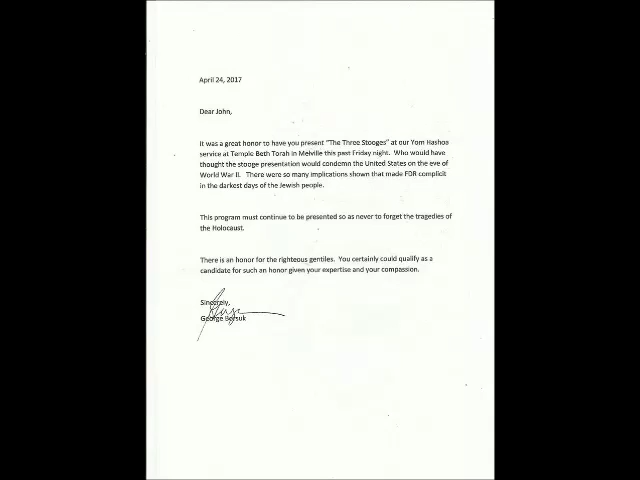 April 24, 2017
Dear John,
It was a great honor to have you present "The Three Stooges" at our Yom Hashoa
service at Temple Beth Torah in Melville this past Friday night. Who would have
thought the stooge presentation would condemn the United States on the eve of
World War II. There were so many implications shown that made FDR complicit
in the darkest days of the Jewish people.
This program must continue to be presented so as never to forget the tragedies of
the Holocaust.
There is an honor for the righteous gentiles. You certainly could qualify as a
candidate for such an honor given your expertise and your compassion.
Sincerely,
George Borsuk